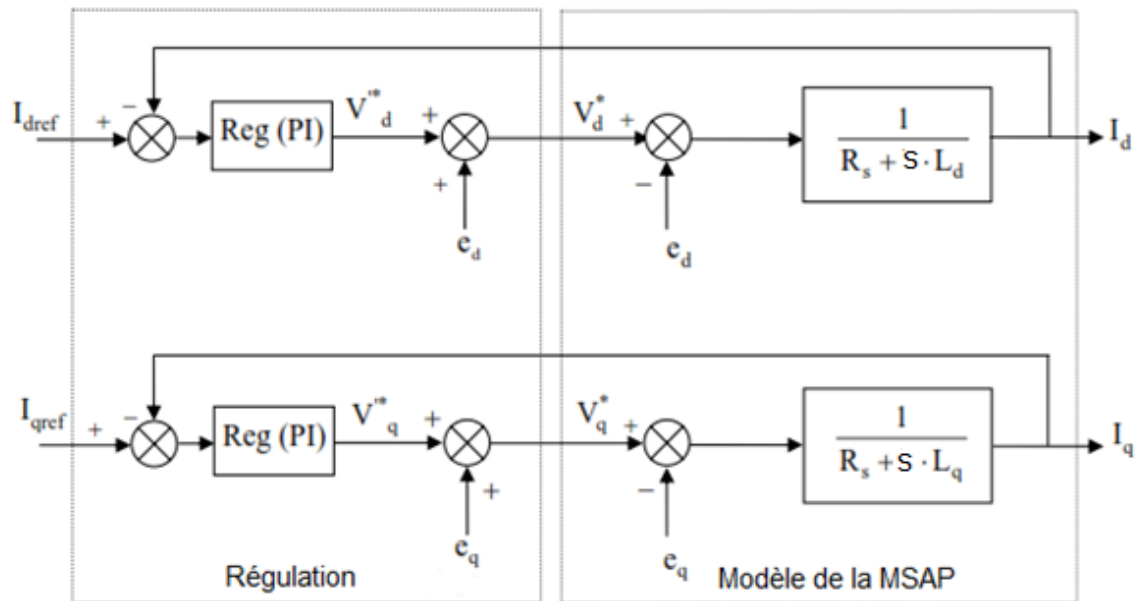 I_dref + − Reg (PI) V'*_d + + e_d V*_d + − e_d 1 / (R_s + S · L_d) I_d
I_qref + − Reg (PI) V'*_q + + e_q V*_q + − e_q 1 / (R_s + S · L_q) I_q
Régulation
Modèle de la MSAP